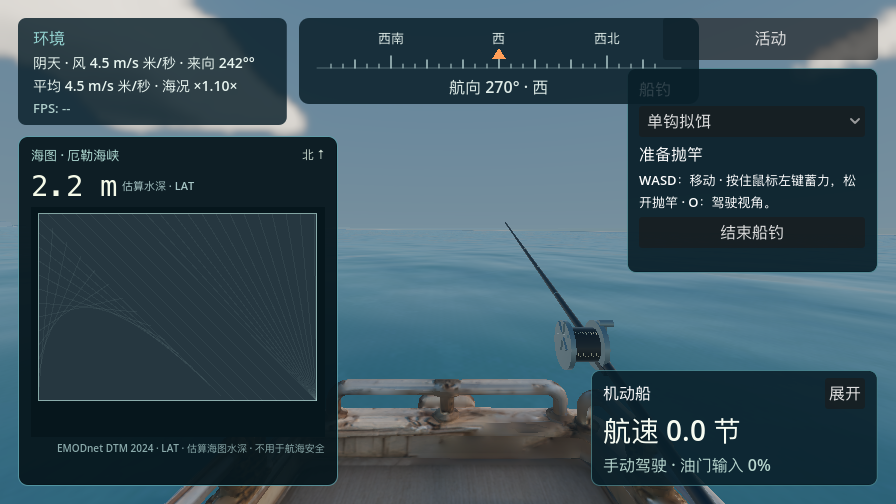 环境
阴天 · 风 4.5 m/s 米/秒 · 来向 242°°
平均 4.5 m/s 米/秒 · 海况 ×1.10×
FPS: --
西南 西 西北
航向 270° · 西
活动
船钓
单钩拟饵
准备抛竿
WASD：移动 · 按住鼠标左键蓄力，松
开抛竿 · O：驾驶视角。
结束船钓
海图 · 厄勒海峡 北↑
2.2 m 估算水深 · LAT
EMODnet DTM 2024 · LAT · 估算海图水深 · 不用于航海安全
机动船 展开
航速 0.0 节
手动驾驶 · 油门输入 0%